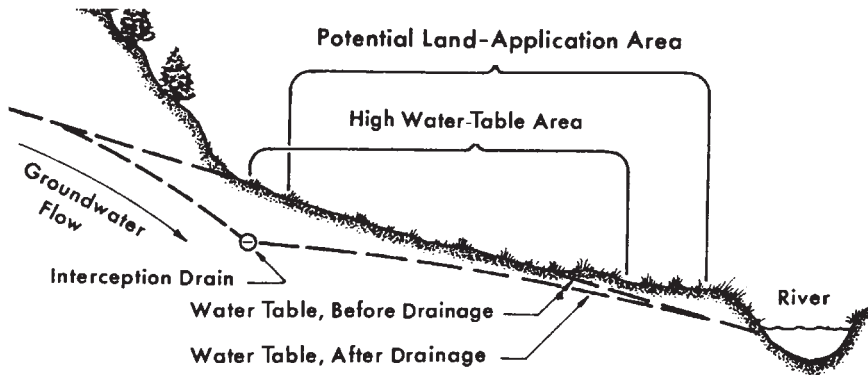 Potential Land-Application Area
High Water-Table Area
Groundwater
Flow
Interception Drain
River
Water Table, Before Drainage
Water Table, After Drainage